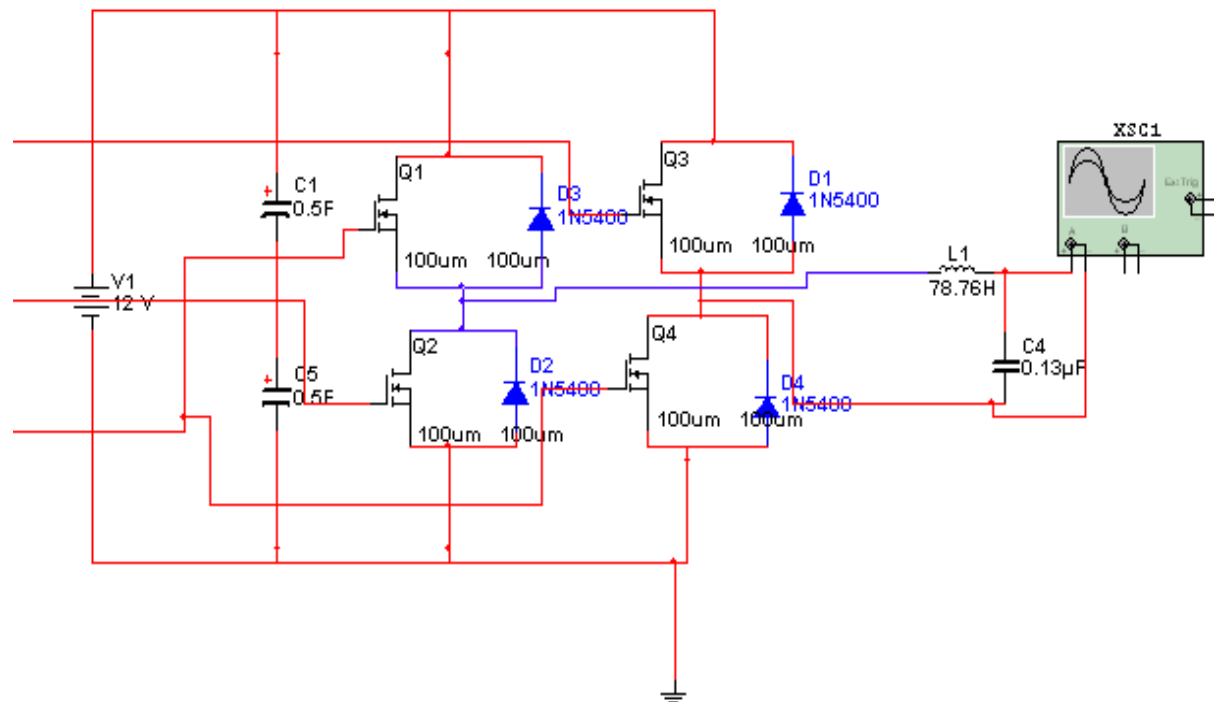 XSC1
Ext Trig
A
B
Q1
Q3
C1
0.5F
D3
1N5400
D1
1N5400
100um
100um
100um
100um
L1
78.76H
V1
12 V
Q2
Q4
C5
0.5F
D2
1N5400
D4
1N5400
C4
0.13µF
100um
100um
100um
100um